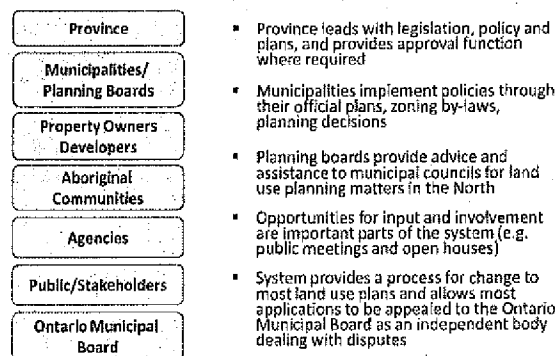 Province
Municipalities/
Planning Boards
Property Owners
Developers
Aboriginal
Communities
Agencies
Public/Stakeholders
Ontario Municipal
Board
▪ Province leads with legislation, policy and
plans, and provides approval function
where required
▪ Municipalities implement policies through
their official plans, zoning by-laws,
planning decisions
▪ Planning boards provide advice and
assistance to municipal councils for land
use planning matters in the North
▪ Opportunities for input and involvement
are important parts of the system (e.g.
public meetings and open houses)
▪ System provides a process for change to
most land use plans and allows most
applications to be appealed to the Ontario
Municipal Board as an independent body
dealing with disputes